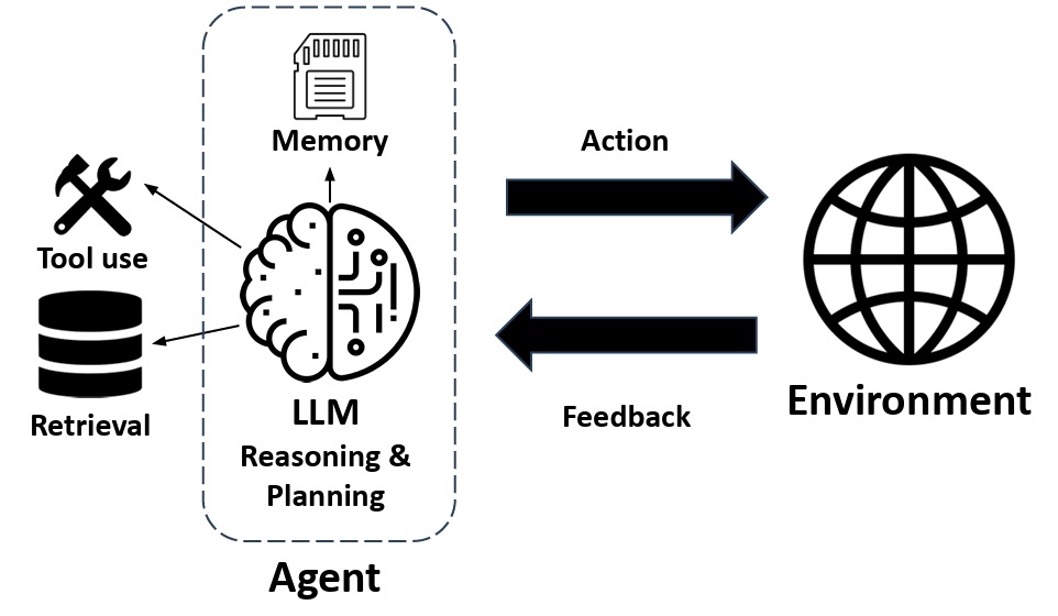 Memory
Action
Tool use
Environment
LLM
Retrieval
Feedback
Reasoning &
Planning
Agent